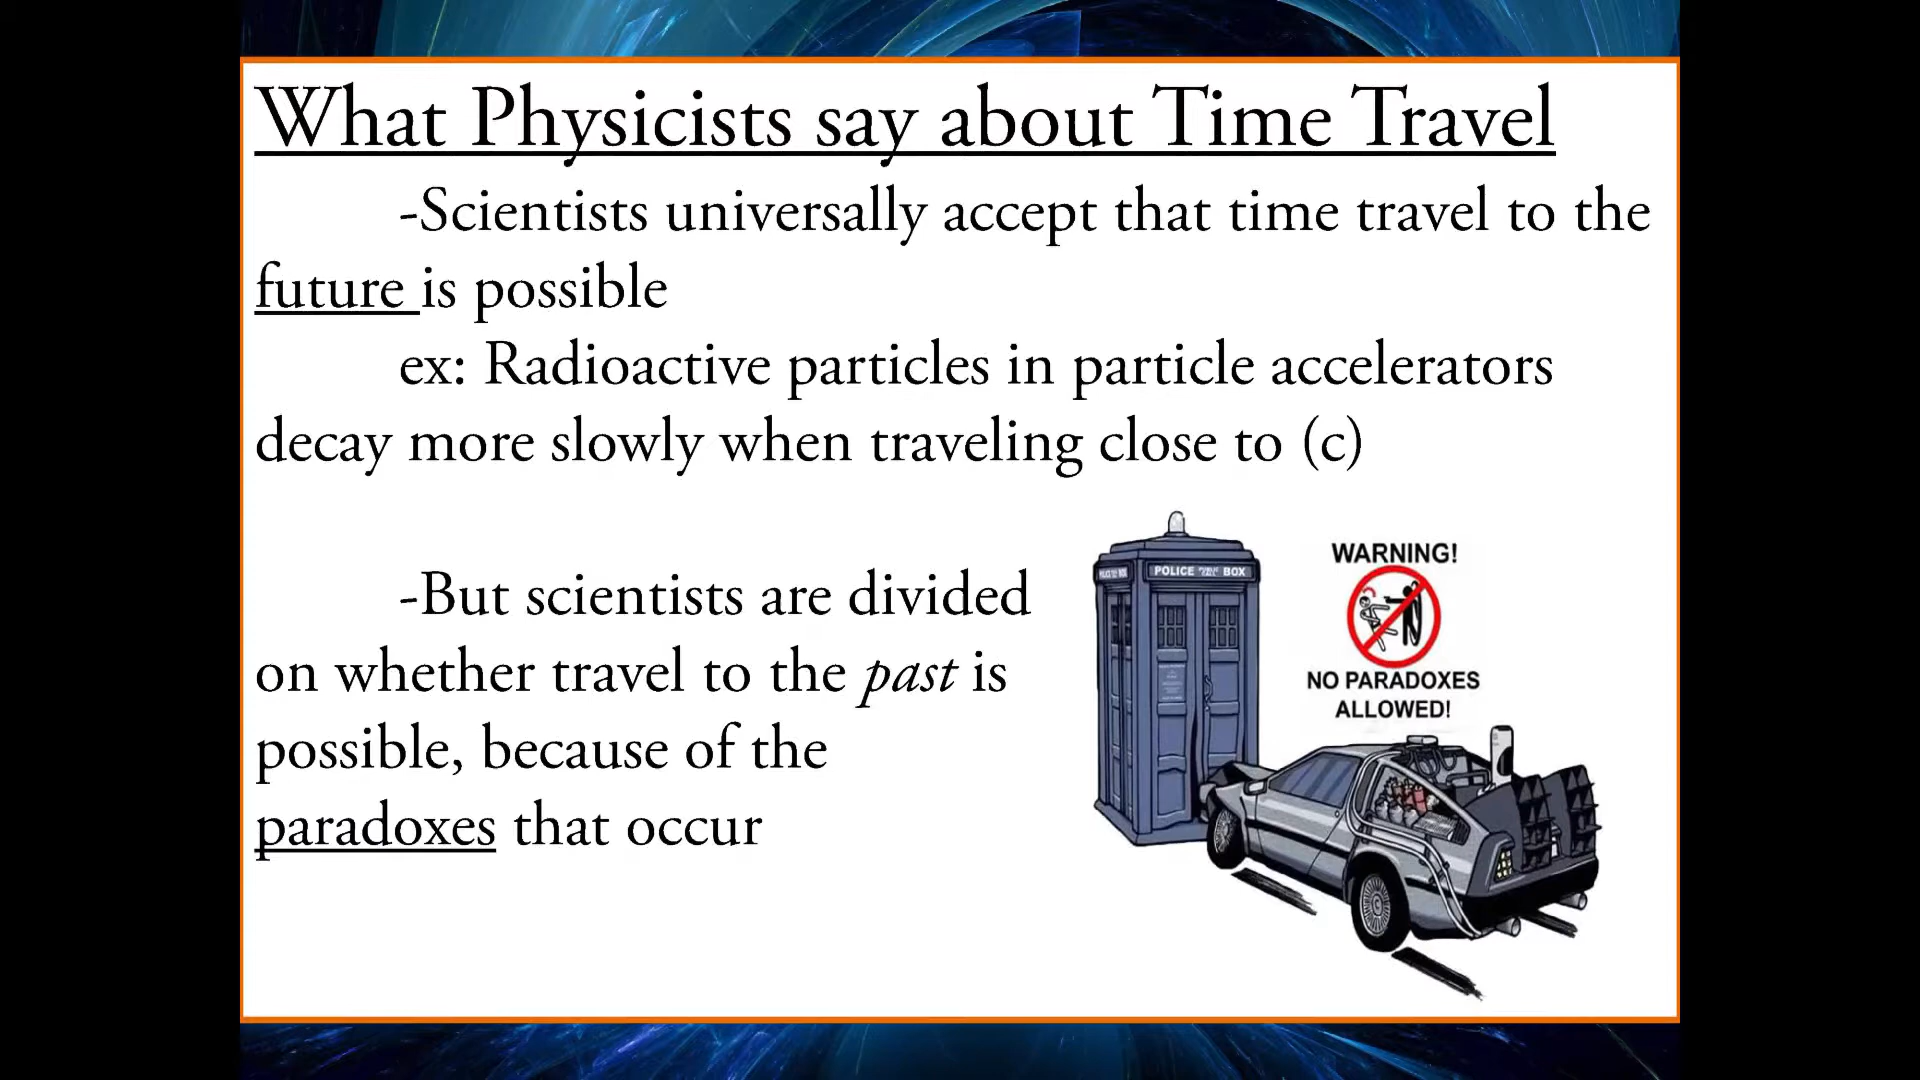 What Physicists say about Time Travel
-Scientists universally accept that time travel to the
future is possible
ex: Radioactive particles in particle accelerators
decay more slowly when traveling close to (c)
-But scientists are divided
on whether travel to the past is
possible, because of the
paradoxes that occur
POLICE BOX
WARNING!
NO PARADOXES
ALLOWED!